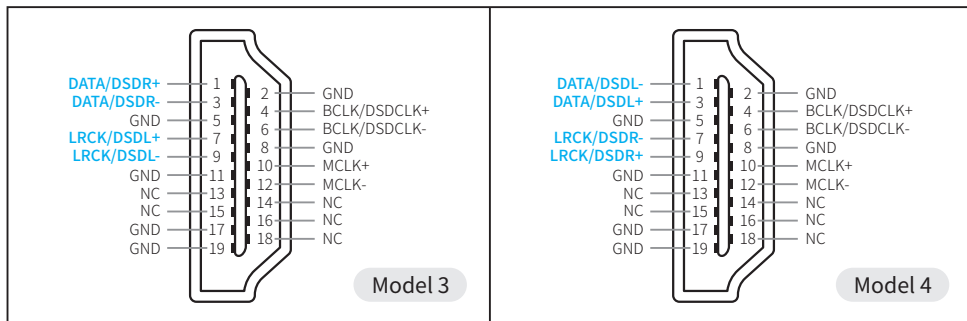 DATA/DSDR+ 1
2 GND
DATA/DSDR- 3
4 BCLK/DSDCLK+
GND 5
6 BCLK/DSDCLK-
LRCK/DSDL+ 7
8 GND
LRCK/DSDL- 9
10 MCLK+
GND 11
12 MCLK-
NC 13
14 NC
NC 15
16 NC
GND 17
18 NC
GND 19
Model 3
DATA/DSDL- 1
2 GND
DATA/DSDL+ 3
4 BCLK/DSDCLK+
GND 5
6 BCLK/DSDCLK-
LRCK/DSDR- 7
8 GND
LRCK/DSDR+ 9
10 MCLK+
GND 11
12 MCLK-
NC 13
14 NC
NC 15
16 NC
GND 17
18 NC
GND 19
Model 4